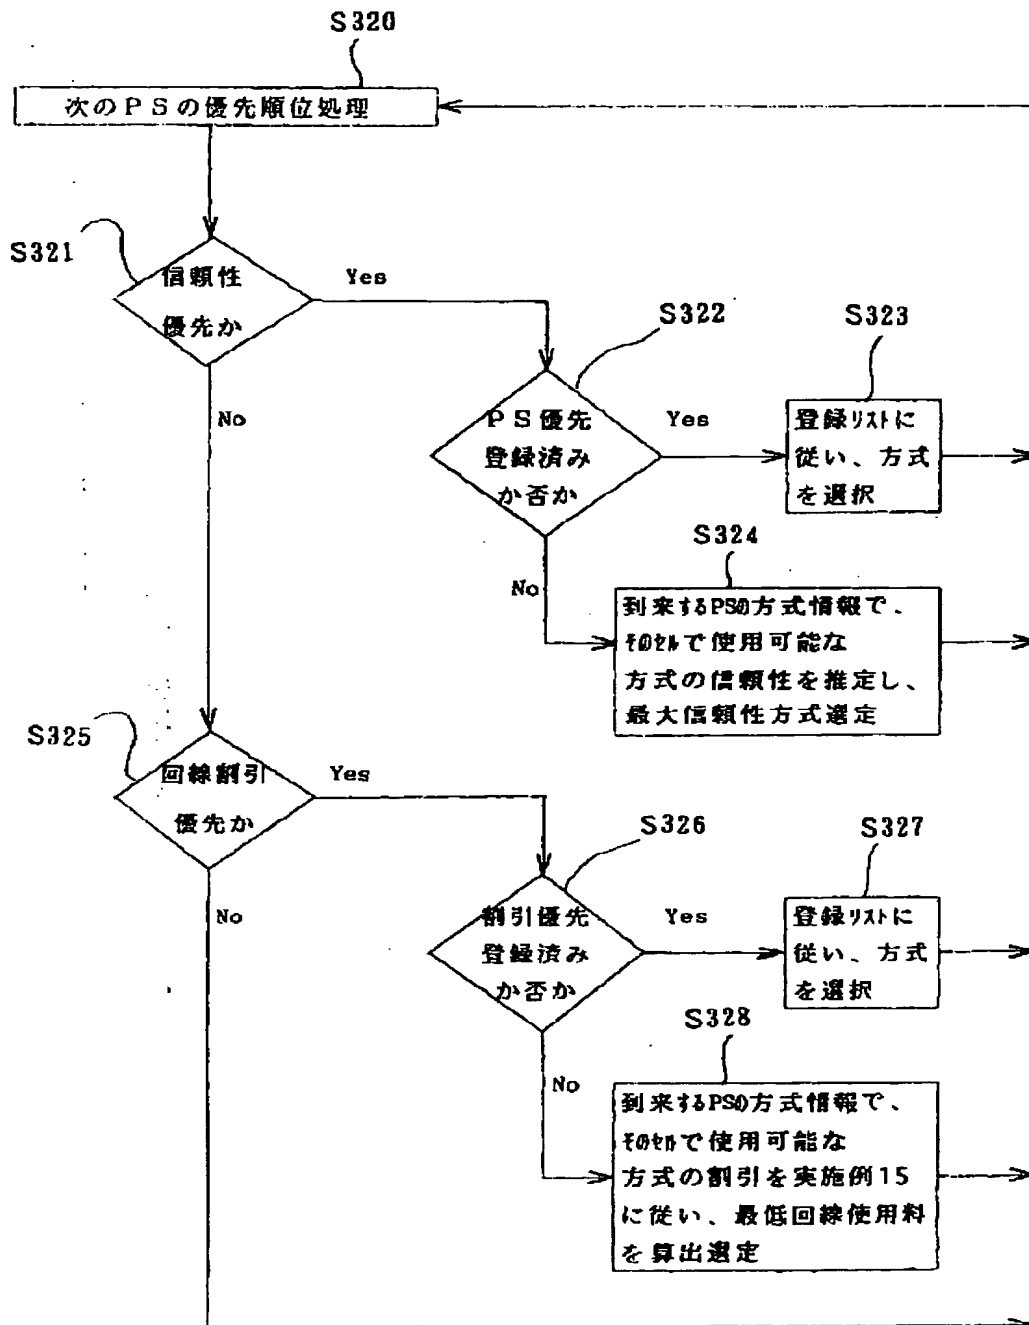 S320
次のPSの優先順位処理
S321
信頼性
優先か
Yes
No
S322
PS優先
登録済み
か否か
Yes
No
S323
登録リストに
従い、方式
を選択
S324
到来するPSの方式情報で、
そのセルで使用可能な
方式の信頼性を推定し、
最大信頼性方式選定
S325
回線割引
優先か
Yes
No
S326
割引優先
登録済み
か否か
Yes
No
S327
登録リストに
従い、方式
を選択
S328
到来するPSの方式情報で、
そのセルで使用可能な
方式の割引を実施例15
に従い、最低回線使用料
を算出選定